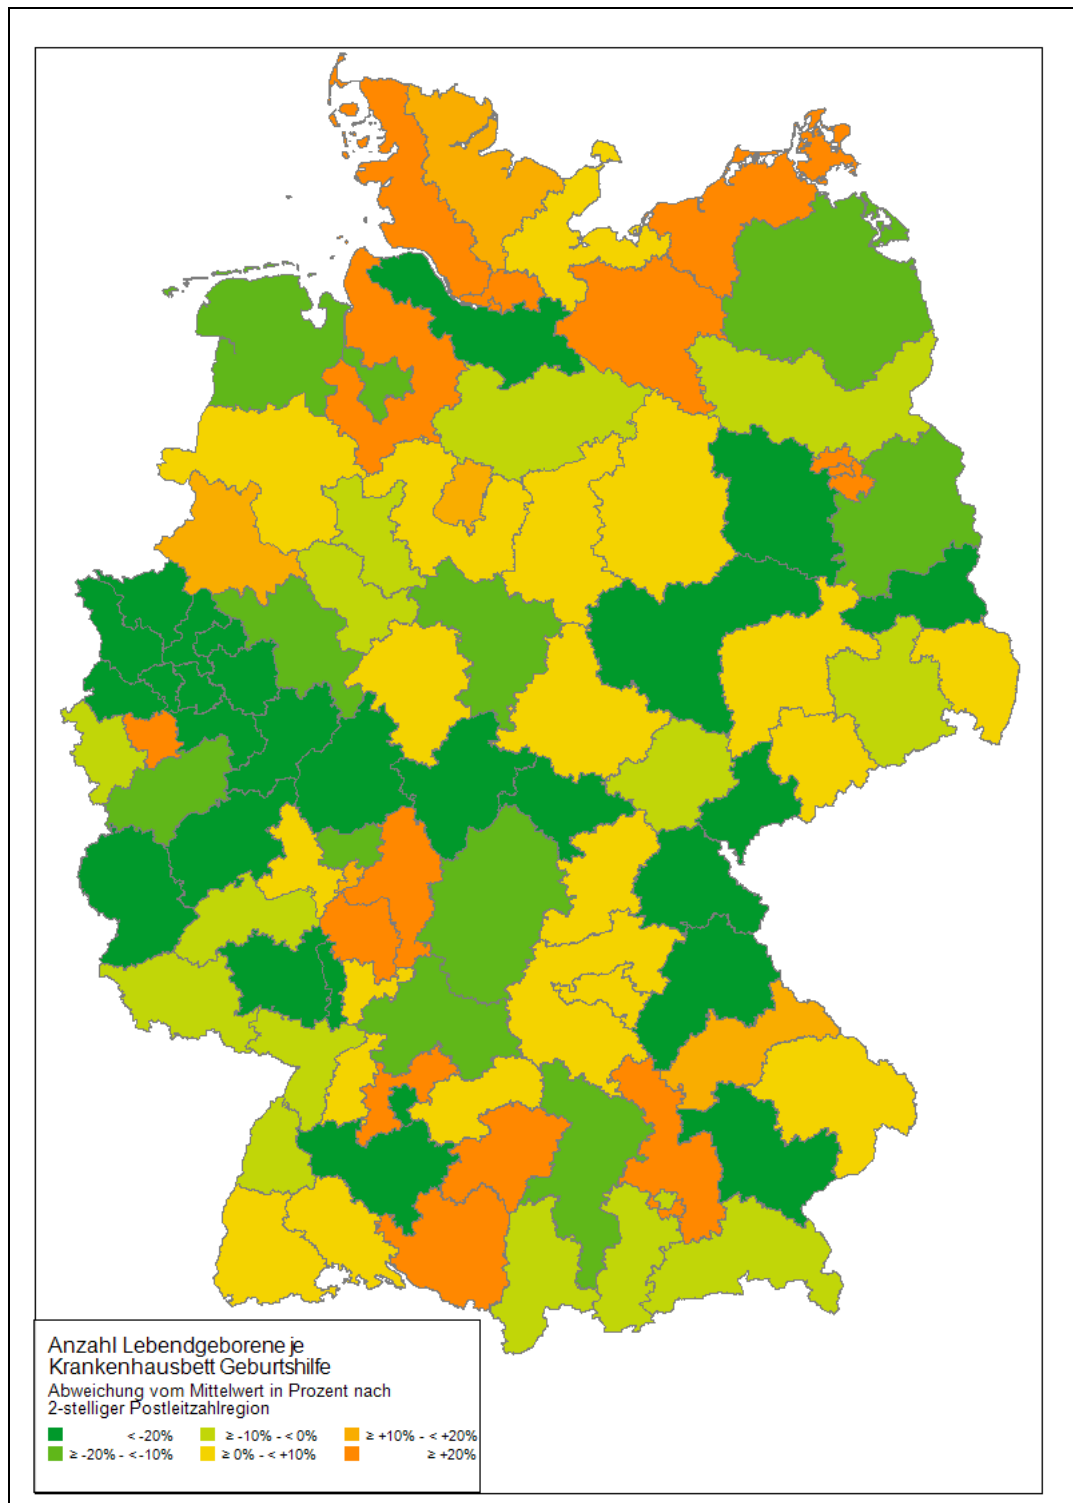 Anzahl Lebendgeborene je
Krankenhausbett Geburtshilfe
Abweichung vom Mittelwert in Prozent nach
2-stelliger Postleitzahlregion
< -20% ≥ -10% - < 0% ≥ +10% - < +20%
≥ -20% - < -10% ≥ 0% - < +10% ≥ +20%